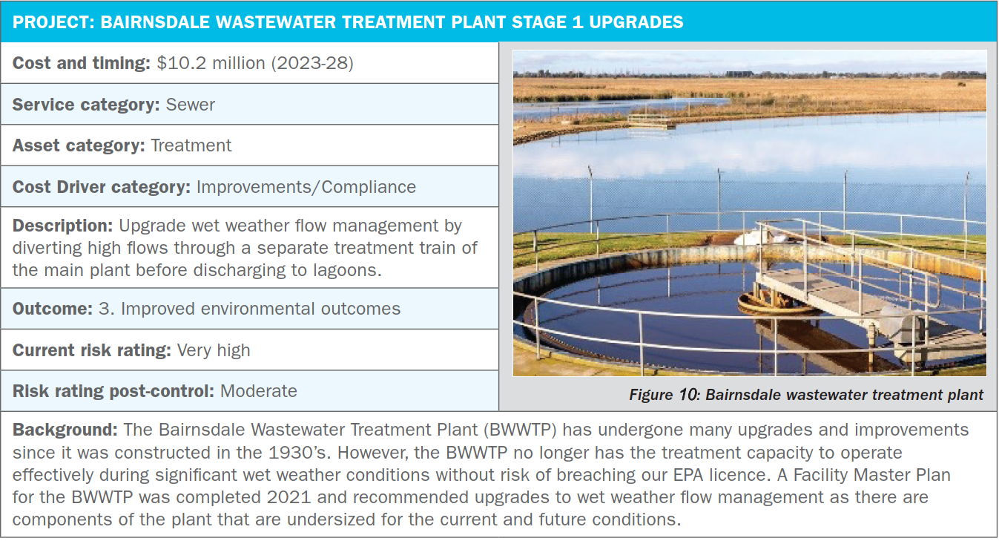 PROJECT: BAIRNSDALE WASTEWATER TREATMENT PLANT STAGE 1 UPGRADES
Cost and timing: $10.2 million (2023-28)
Service category: Sewer
Asset category: Treatment
Cost Driver category: Improvements/Compliance
Description: Upgrade wet weather flow management by
diverting high flows through a separate treatment train of
the main plant before discharging to lagoons.
Outcome: 3. Improved environmental outcomes
Current risk rating: Very high
Risk rating post-control: Moderate
Figure 10: Bairnsdale wastewater treatment plant
Background: The Bairnsdale Wastewater Treatment Plant (BWWTP) has undergone many upgrades and improvements
since it was constructed in the 1930's. However, the BWWTP no longer has the treatment capacity to operate
effectively during significant wet weather conditions without risk of breaching our EPA licence. A Facility Master Plan
for the BWWTP was completed 2021 and recommended upgrades to wet weather flow management as there are
components of the plant that are undersized for the current and future conditions.